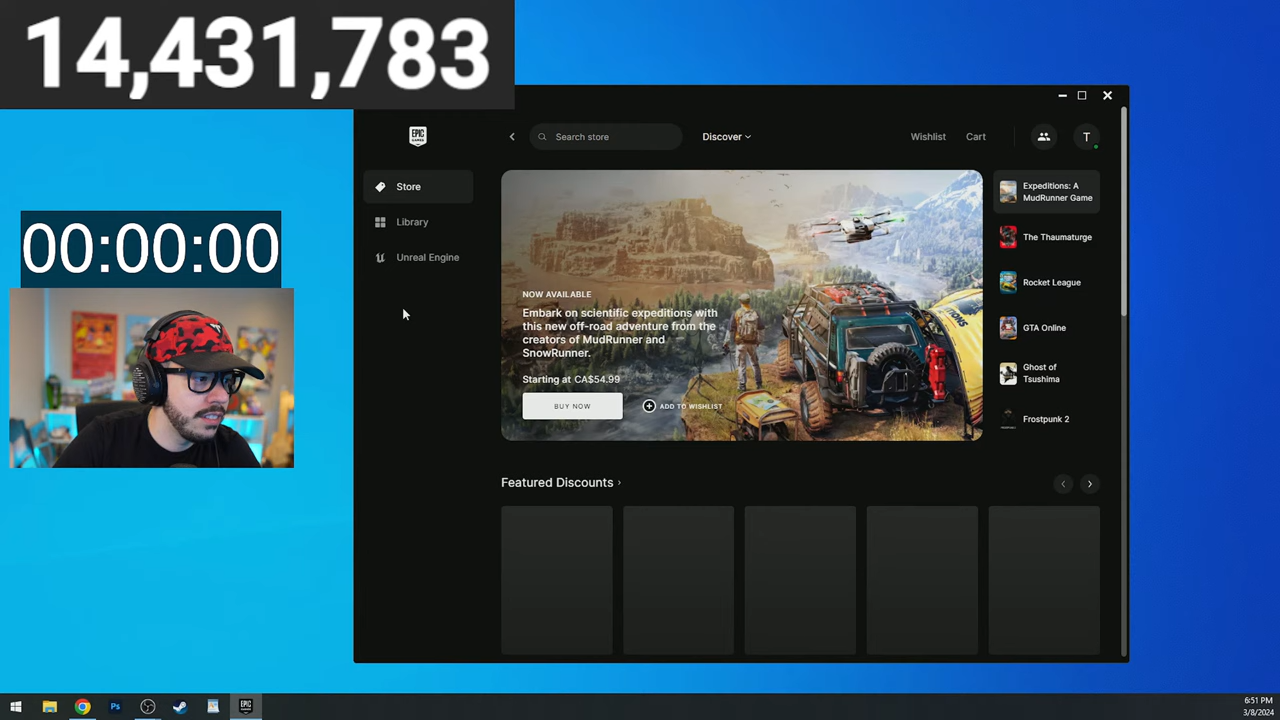 14,431,783
00:00:00
EPIC
GAMES
Search store
Discover
Wishlist
Cart
T
Store
Library
Unreal Engine
NOW AVAILABLE
Embark on scientific expeditions with
this new off-road adventure from the
creators of MudRunner and
SnowRunner.
Starting at CA$54.99
BUY NOW
ADD TO WISHLIST
Expeditions: A
MudRunner Game
The Thaumaturge
Rocket League
GTA Online
Ghost of
Tsushima
Frostpunk 2
Featured Discounts
Ps
EPIC
6:51 PM
3/8/2024